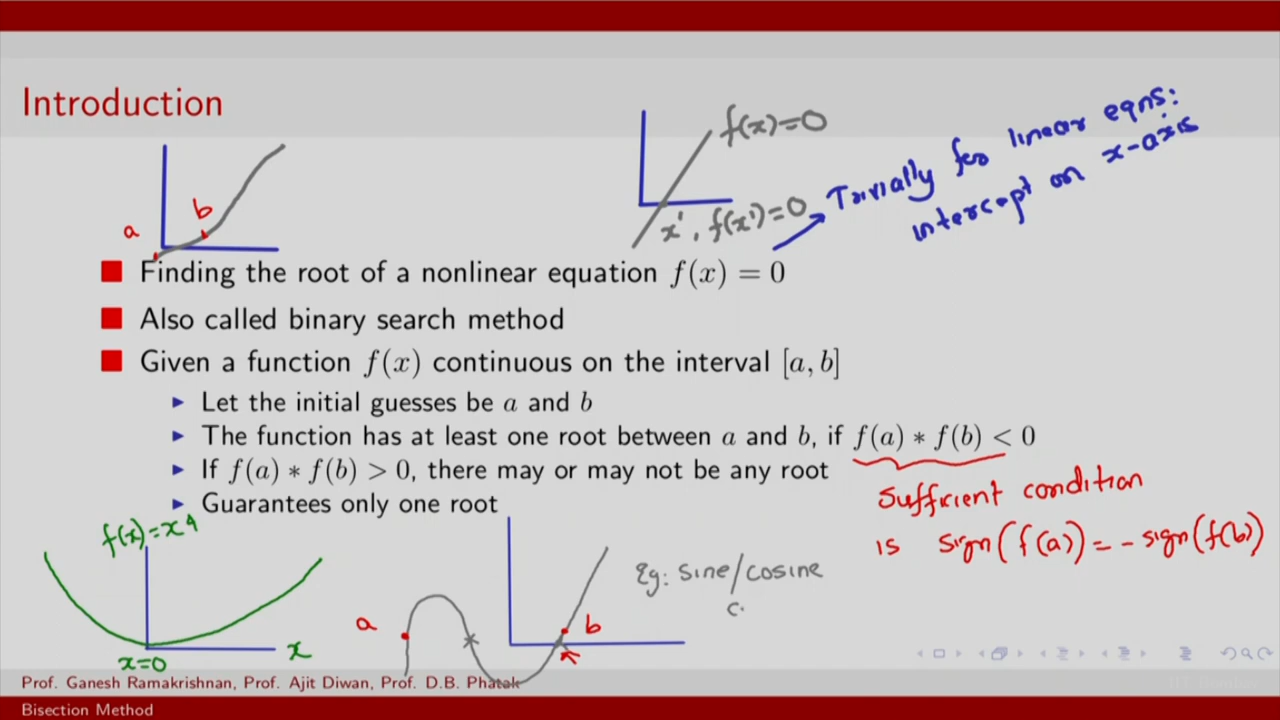 Introduction
f(x)=0
Trivially for linear eqns:
intercept on x-axis
a
b
x', f(x')=0
Finding the root of a nonlinear equation f(x) = 0
Also called binary search method
Given a function f(x) continuous on the interval [a, b]
Let the initial guesses be a and b
The function has at least one root between a and b, if f(a) ∗ f(b) < 0
If f(a) ∗ f(b) > 0, there may or may not be any root
Guarantees only one root
Sufficient condition
is sign(f(a)) = - sign(f(b))
f(x)=x4
x=0
x
a
b
Eg: sine/cosine
c
Prof. Ganesh Ramakrishnan, Prof. Ajit Diwan, Prof. D.B. Phatak
Bisection Method